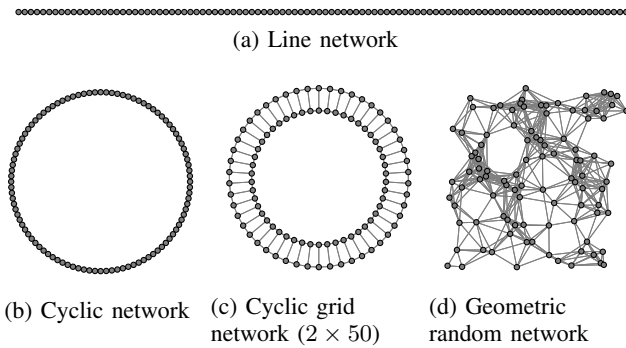 (a) Line network
(b) Cyclic network
(c) Cyclic grid
network (2 × 50)
(d) Geometric
random network